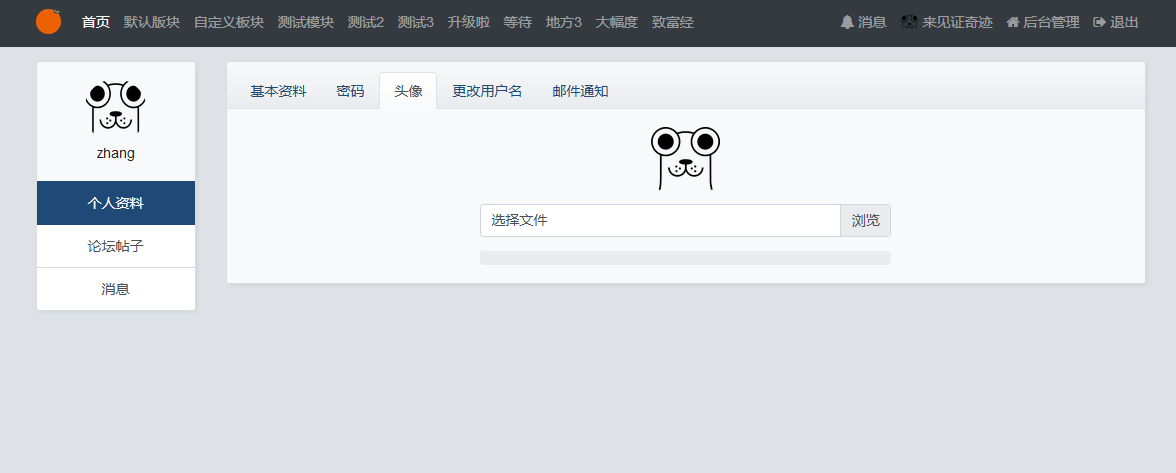 首页 默认版块 自定义板块 测试模块 测试2 测试3 升级啦 等待 地方3 大幅度 致富经 消息 来见证奇迹 后台管理 退出
zhang
个人资料
论坛帖子
消息
基本资料 密码 头像 更改用户名 邮件通知
选择文件 浏览